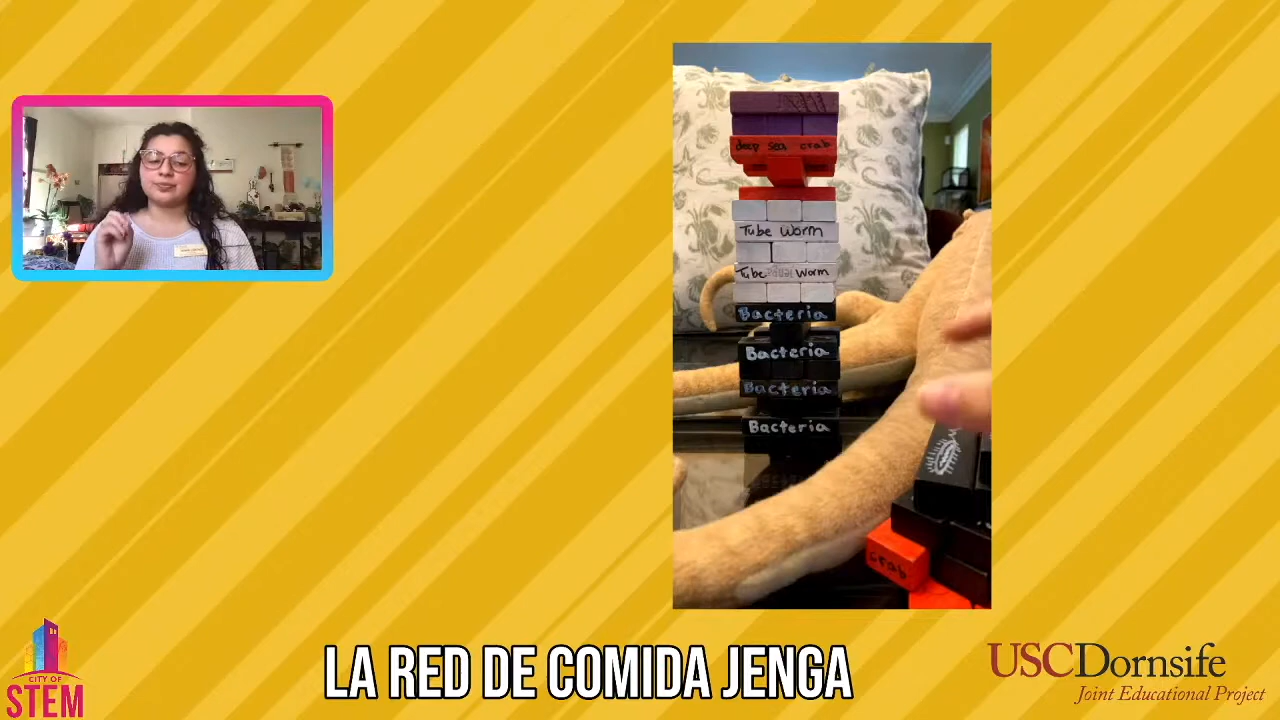 deep sea crab
Tube Worm
Tube Worm
Bacteria
Bacteria
Bacteria
Bacteria
crab
LA RED DE COMIDA JENGA
CITY OF
STEM
USCDornsife
Joint Educational Project